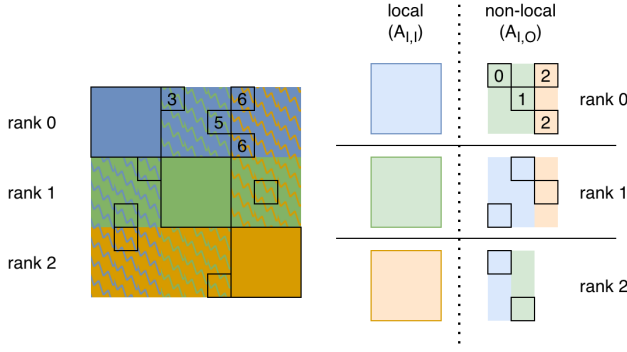 local non-local
(A_{I,I}) (A_{I,O})
0 2
rank 0
1
2
3 6
rank 0
5
6
rank 1
rank 1
rank 2
rank 2